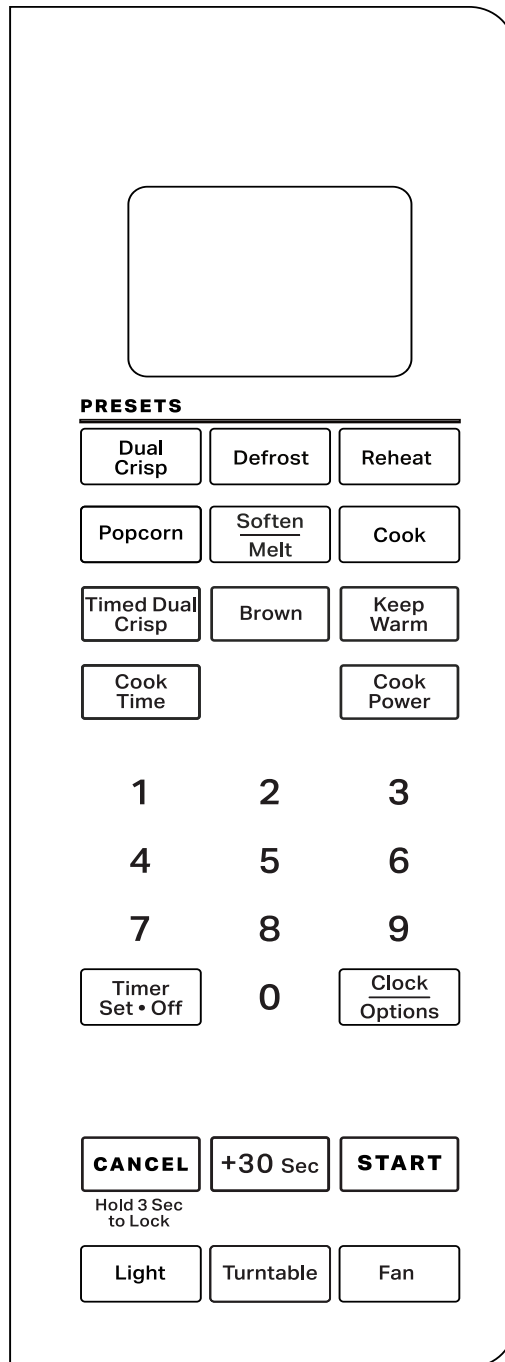 PRESETS
Dual
Crisp
Defrost
Reheat
Popcorn
Soften
Melt
Cook
Timed Dual
Crisp
Brown
Keep
Warm
Cook
Time
Cook
Power
1 2 3
4 5 6
7 8 9
Timer
Set • Off
0
Clock
Options
CANCEL
+30 Sec
START
Hold 3 Sec
to Lock
Light
Turntable
Fan